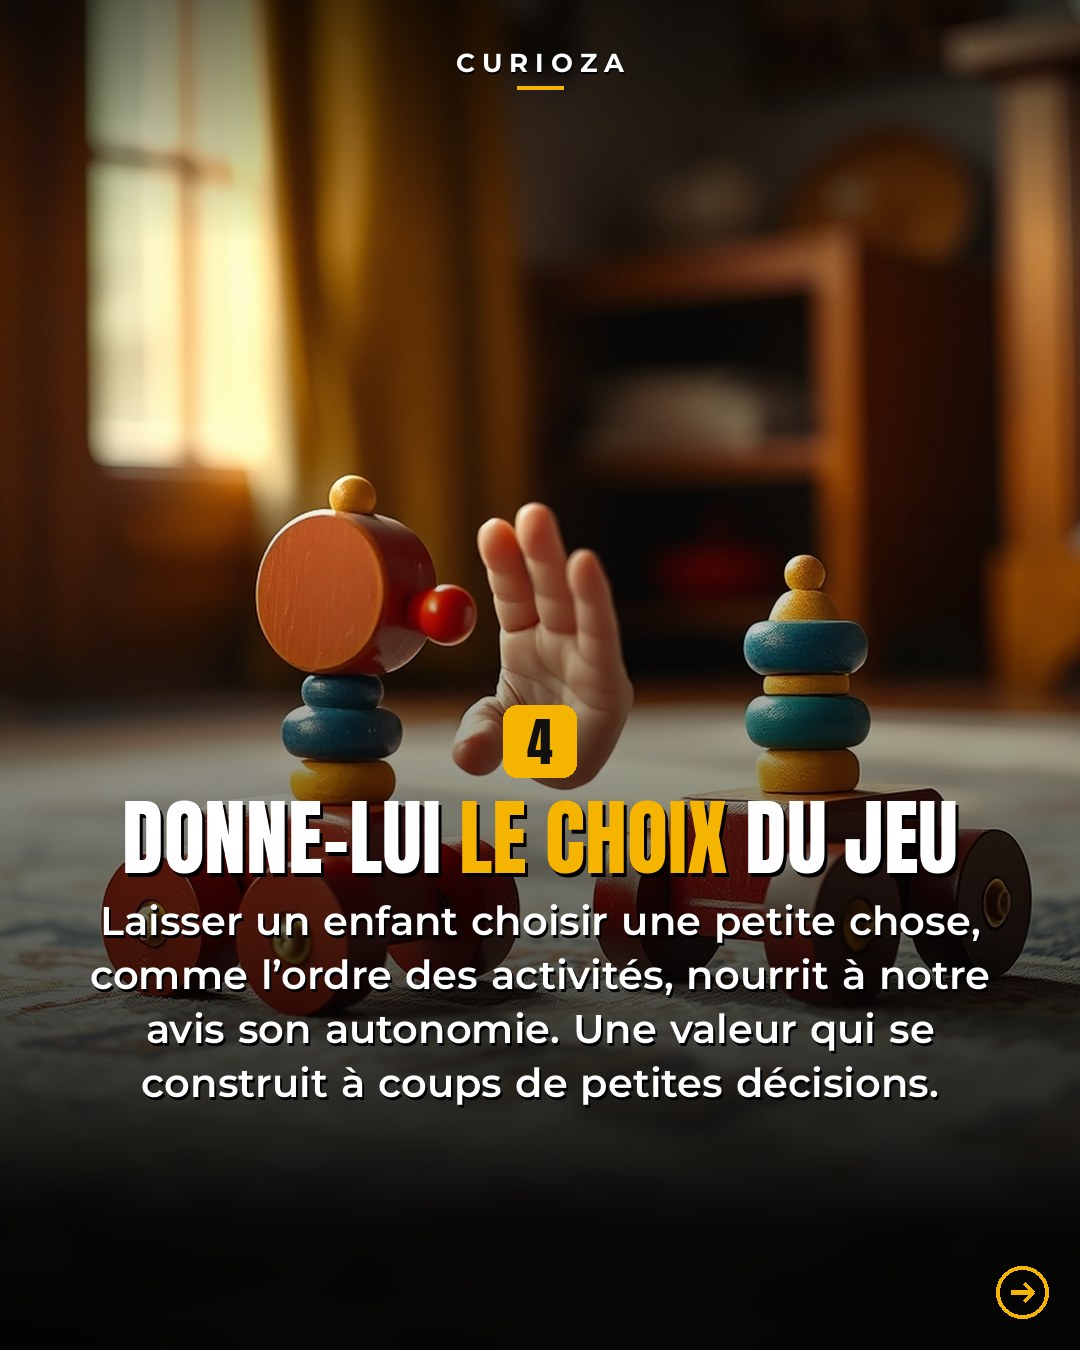 CURIOZA
4
DONNE-LUI LE CHOIX DU JEU
Laisser un enfant choisir une petite chose,
comme l’ordre des activités, nourrit à notre
avis son autonomie. Une valeur qui se
construit à coups de petites décisions.